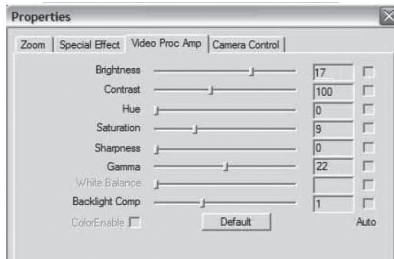 Properties
Zoom Special Effect Video Proc Amp Camera Control
Brightness 17
Contrast 100
Hue 0
Saturation 9
Sharpness 0
Gamma 22
White Balance
Backlight Comp 1
ColorEnable Default Auto